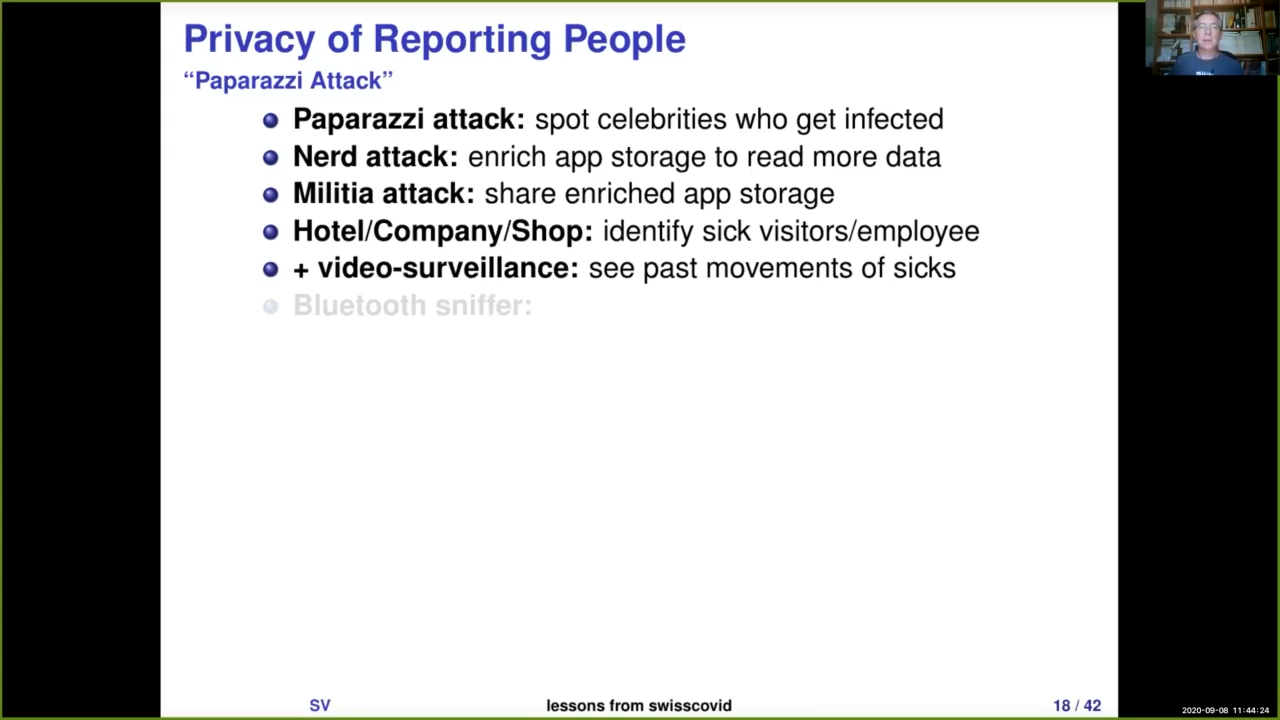 Privacy of Reporting People
“Paparazzi Attack”
Paparazzi attack: spot celebrities who get infected
Nerd attack: enrich app storage to read more data
Militia attack: share enriched app storage
Hotel/Company/Shop: identify sick visitors/employee
+ video-surveillance: see past movements of sicks
Bluetooth sniffer:
SV lessons from swisscovid 18 / 42
2020-09-08 11:44:24